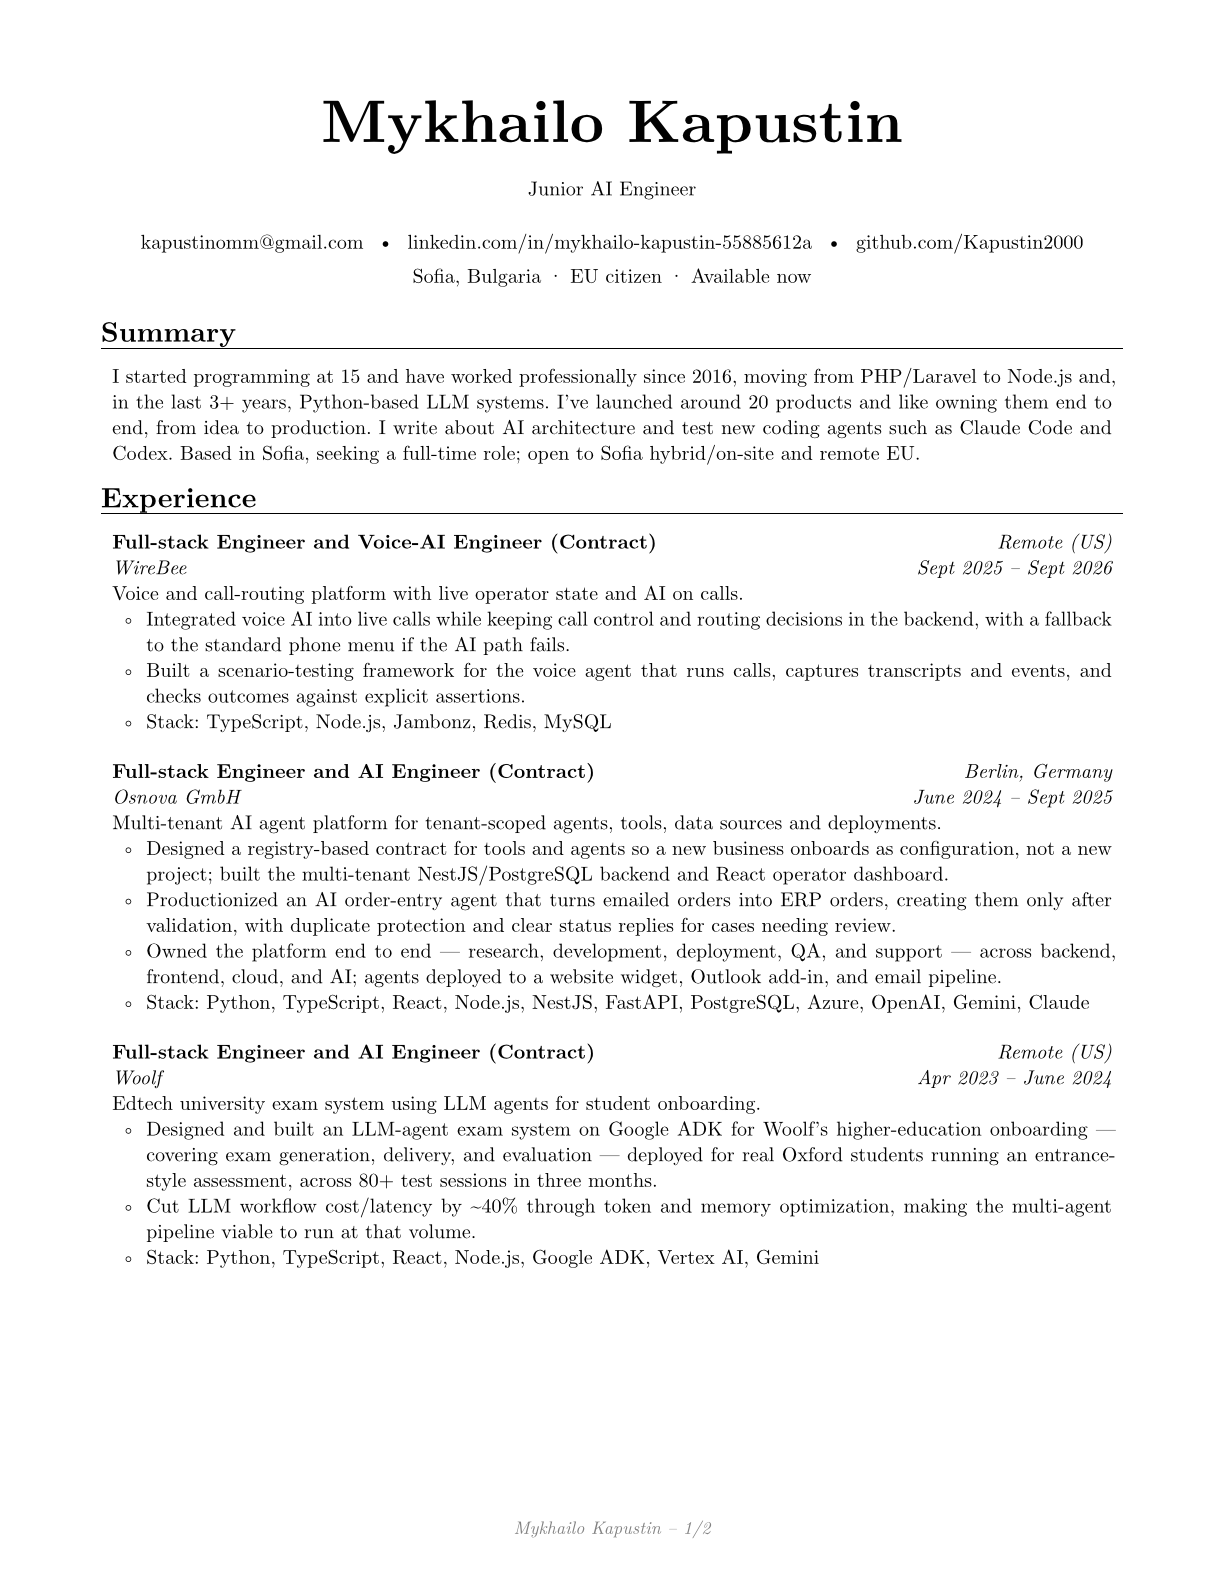 Mykhailo Kapustin
Junior AI Engineer
kapustinomm@gmail.com • linkedin.com/in/mykhailo-kapustin-55885612a • github.com/Kapustin2000
Sofia, Bulgaria · EU citizen · Available now
Summary
I started programming at 15 and have worked professionally since 2016, moving from PHP/Laravel to Node.js and,
in the last 3+ years, Python-based LLM systems. I've launched around 20 products and like owning them end to
end, from idea to production. I write about AI architecture and test new coding agents such as Claude Code and
Codex. Based in Sofia, seeking a full-time role; open to Sofia hybrid/on-site and remote EU.
Experience
Full-stack Engineer and Voice-AI Engineer (Contract) Remote (US)
WireBee Sept 2025 – Sept 2026
Voice and call-routing platform with live operator state and AI on calls.
◦ Integrated voice AI into live calls while keeping call control and routing decisions in the backend, with a fallback
to the standard phone menu if the AI path fails.
◦ Built a scenario-testing framework for the voice agent that runs calls, captures transcripts and events, and
checks outcomes against explicit assertions.
◦ Stack: TypeScript, Node.js, Jambonz, Redis, MySQL
Full-stack Engineer and AI Engineer (Contract) Berlin, Germany
Osnova GmbH June 2024 – Sept 2025
Multi-tenant AI agent platform for tenant-scoped agents, tools, data sources and deployments.
◦ Designed a registry-based contract for tools and agents so a new business onboards as configuration, not a new
project; built the multi-tenant NestJS/PostgreSQL backend and React operator dashboard.
◦ Productionized an AI order-entry agent that turns emailed orders into ERP orders, creating them only after
validation, with duplicate protection and clear status replies for cases needing review.
◦ Owned the platform end to end — research, development, deployment, QA, and support — across backend,
frontend, cloud, and AI; agents deployed to a website widget, Outlook add-in, and email pipeline.
◦ Stack: Python, TypeScript, React, Node.js, NestJS, FastAPI, PostgreSQL, Azure, OpenAI, Gemini, Claude
Full-stack Engineer and AI Engineer (Contract) Remote (US)
Woolf Apr 2023 – June 2024
Edtech university exam system using LLM agents for student onboarding.
◦ Designed and built an LLM-agent exam system on Google ADK for Woolf's higher-education onboarding —
covering exam generation, delivery, and evaluation — deployed for real Oxford students running an entrance-
style assessment, across 80+ test sessions in three months.
◦ Cut LLM workflow cost/latency by ~40% through token and memory optimization, making the multi-agent
pipeline viable to run at that volume.
◦ Stack: Python, TypeScript, React, Node.js, Google ADK, Vertex AI, Gemini
Mykhailo Kapustin – 1/2